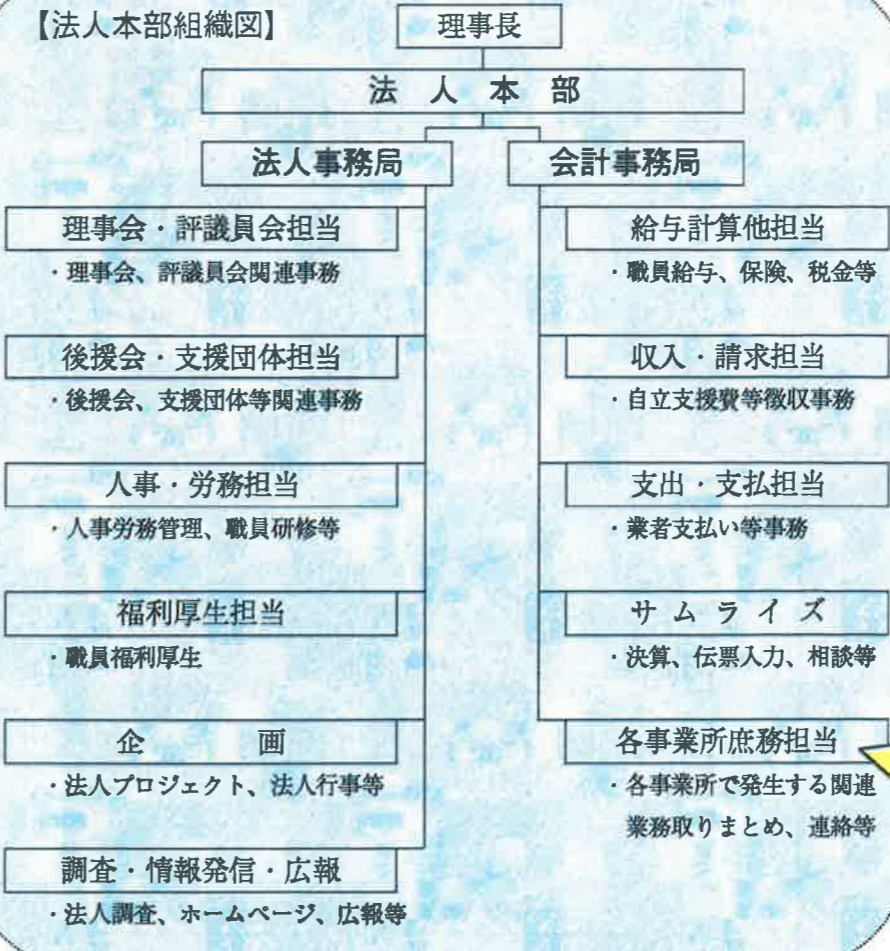 【法人本部組織図】
理事長
法人本部
法人事務局
会計事務局
理事会・評議員会担当
・理事会、評議員会関連事務
後援会・支援団体担当
・後援会、支援団体等関連事務
人事・労務担当
・人事労務管理、職員研修等
福利厚生担当
・職員福利厚生
企画
・法人プロジェクト、法人行事等
調査・情報発信・広報
・法人調査、ホームページ、広報等
給与計算他担当
・職員給与、保険、税金等
収入・請求担当
・自立支援費等徴収事務
支出・支払担当
・業者支払い等事務
サムライズ
・決算、伝票入力、相談等
各事業所庶務担当
・各事業所で発生する関連
業務取りまとめ、連絡等